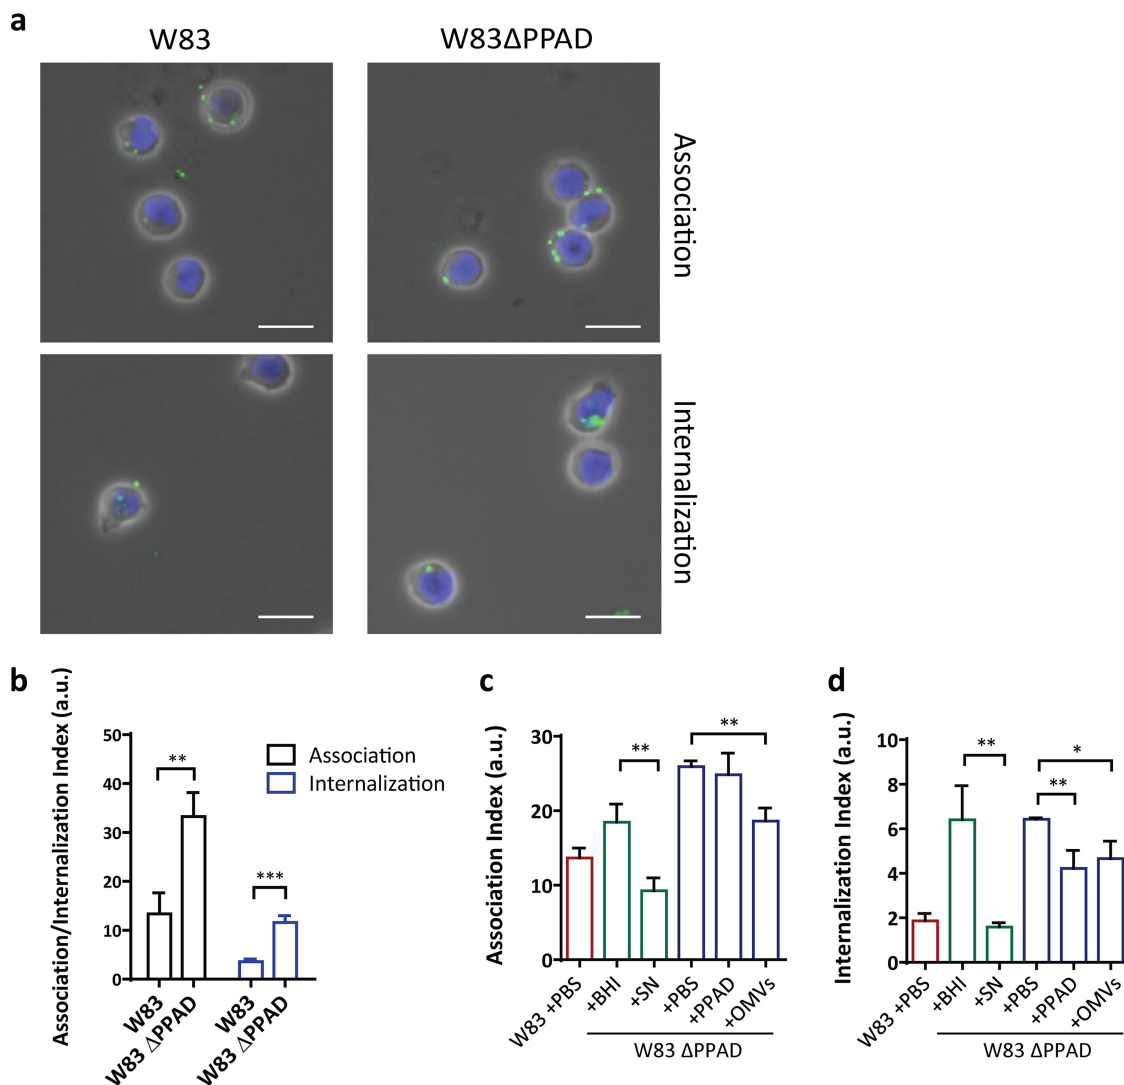 a
W83
W83ΔPPAD
Association
Internalization
b
Association/Internalization Index (a.u.)
50
40
30
20
10
0
**
***
Association
Internalization
W83
W83 ΔPPAD
W83
W83 ΔPPAD
c
Association Index (a.u.)
30
20
10
0
**
**
W83 +PBS
+BHI
+SN
+PBS
+PPAD
+OMVs
W83 ΔPPAD
d
Internalization Index (a.u.)
10
8
6
4
2
0
**
*
**
W83 +PBS
+BHI
+SN
+PBS
+PPAD
+OMVs
W83 ΔPPAD